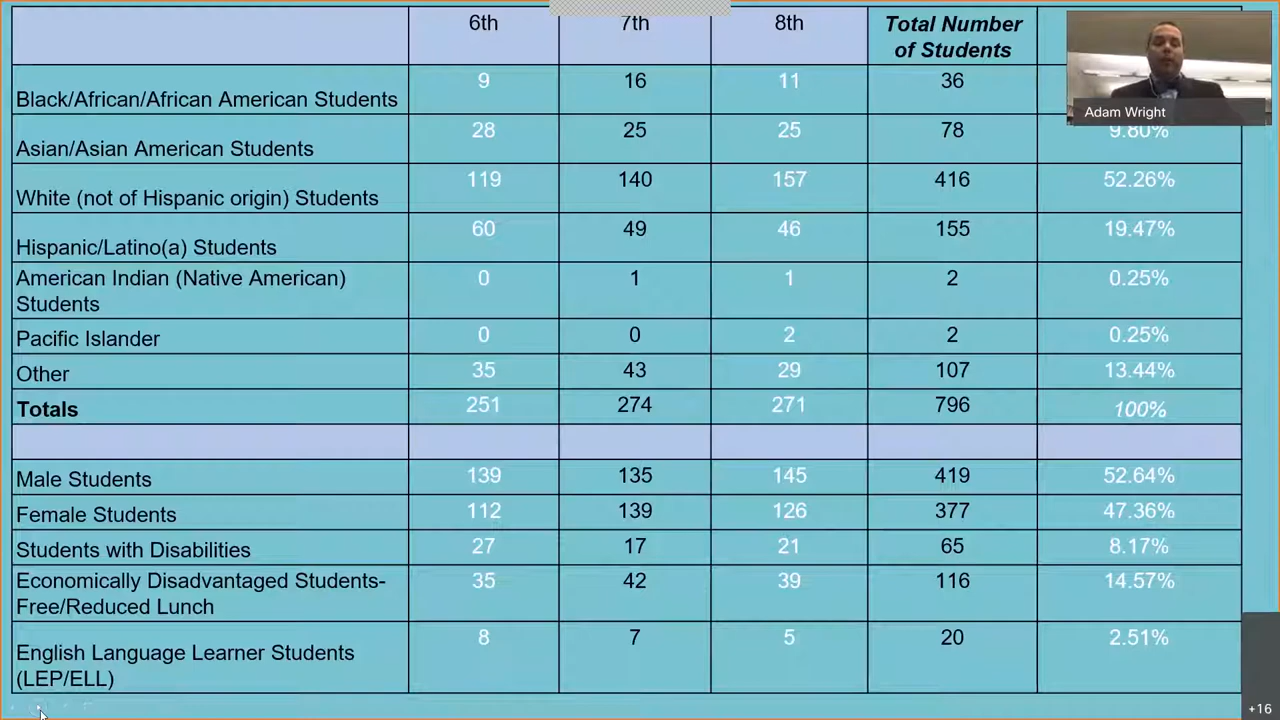 6th 7th 8th Total Number
of Students
Black/African/African American Students 9 16 11 36
Adam Wright
Asian/Asian American Students 28 25 25 78 9.80%
White (not of Hispanic origin) Students 119 140 157 416 52.26%
Hispanic/Latino(a) Students 60 49 46 155 19.47%
American Indian (Native American)
Students 0 1 1 2 0.25%
Pacific Islander 0 0 2 2 0.25%
Other 35 43 29 107 13.44%
Totals 251 274 271 796 100%
Male Students 139 135 145 419 52.64%
Female Students 112 139 126 377 47.36%
Students with Disabilities 27 17 21 65 8.17%
Economically Disadvantaged Students-
Free/Reduced Lunch 35 42 39 116 14.57%
English Language Learner Students
(LEP/ELL) 8 7 5 20 2.51%
+16